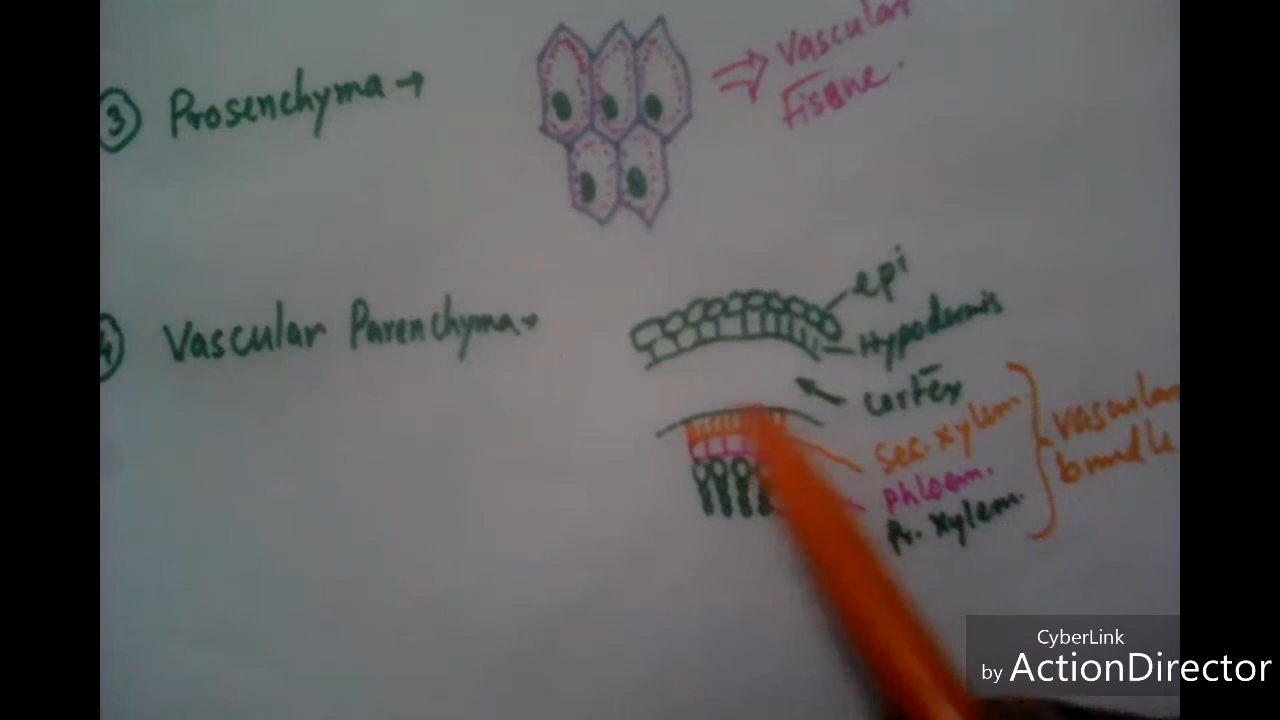 ③ Prosenchyma →
⇒ Vascular
Tissue.
④ Vascular Parenchyma →
epi
Hypodermis
cortex
Sec. xylem
phloem.
Pr. xylem.
Vascular
bundle
CyberLink
by ActionDirector